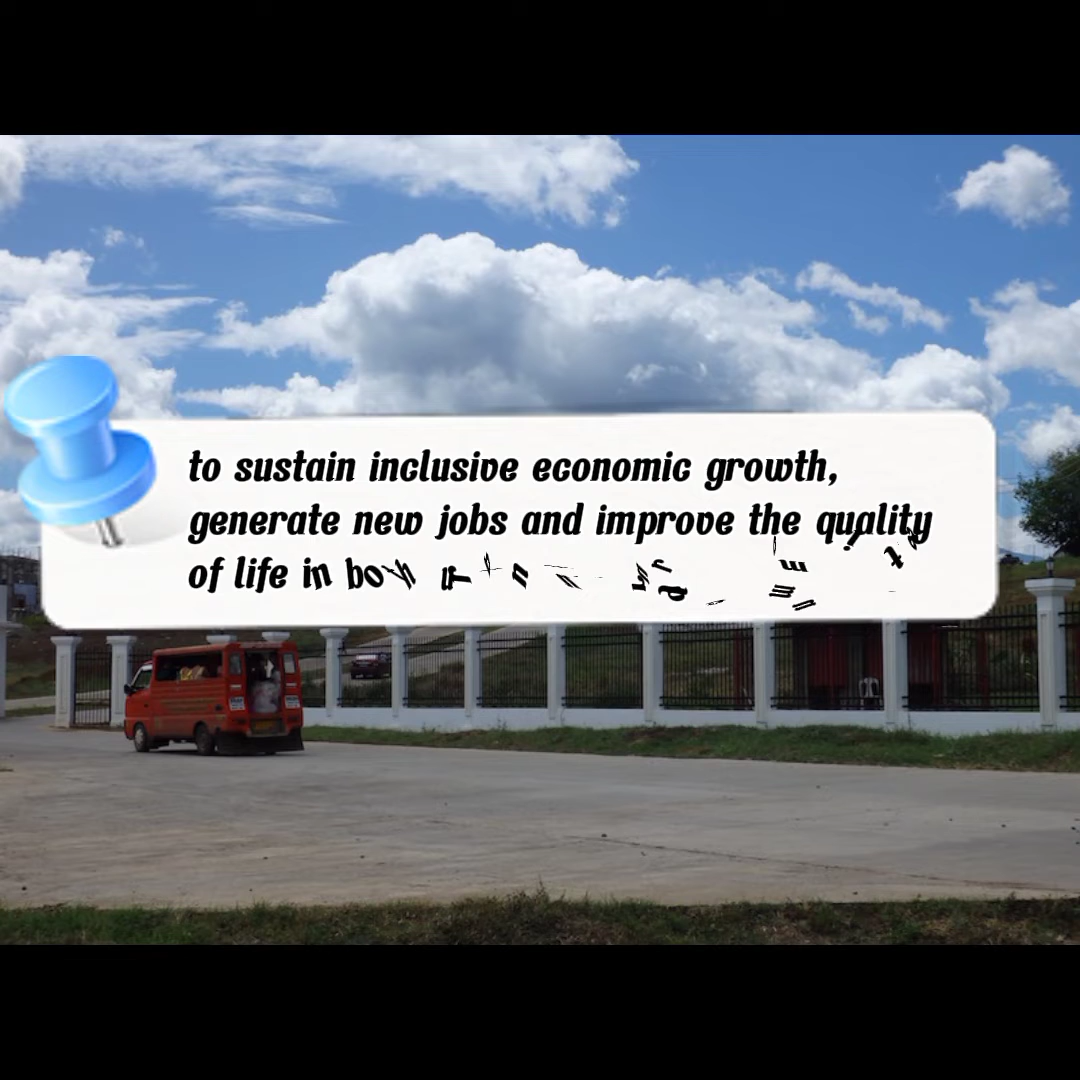 to sustain inclusive economic growth,
generate new jobs and improve the quality
of life in